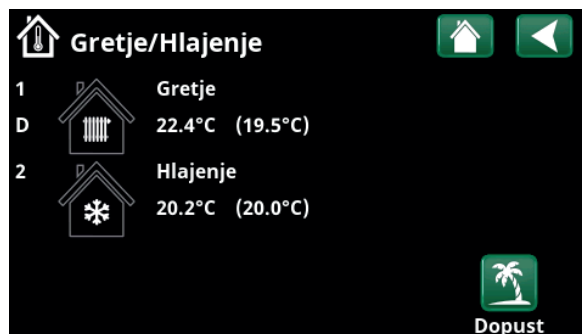 Gretje/Hlajenje
1 Gretje
D 22.4°C (19.5°C)
2 Hlajenje
20.2°C (20.0°C)
Dopust